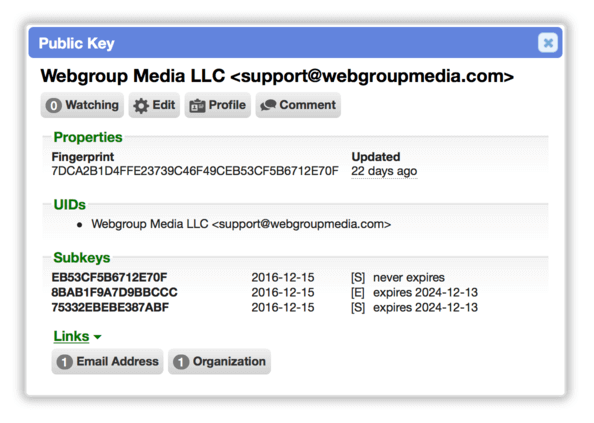 Public Key
Webgroup Media LLC <support@webgroupmedia.com>
0 Watching Edit Profile Comment
Properties
Fingerprint Updated
7DCA2B1D4FFE23739C46F49CEB53CF5B6712E70F 22 days ago
UIDs
• Webgroup Media LLC <support@webgroupmedia.com>
Subkeys
EB53CF5B6712E70F 2016-12-15 [S] never expires
8BAB1F9A7D9BBCCC 2016-12-15 [E] expires 2024-12-13
75332EBEBE387ABF 2016-12-15 [S] expires 2024-12-13
Links
1 Email Address 1 Organization